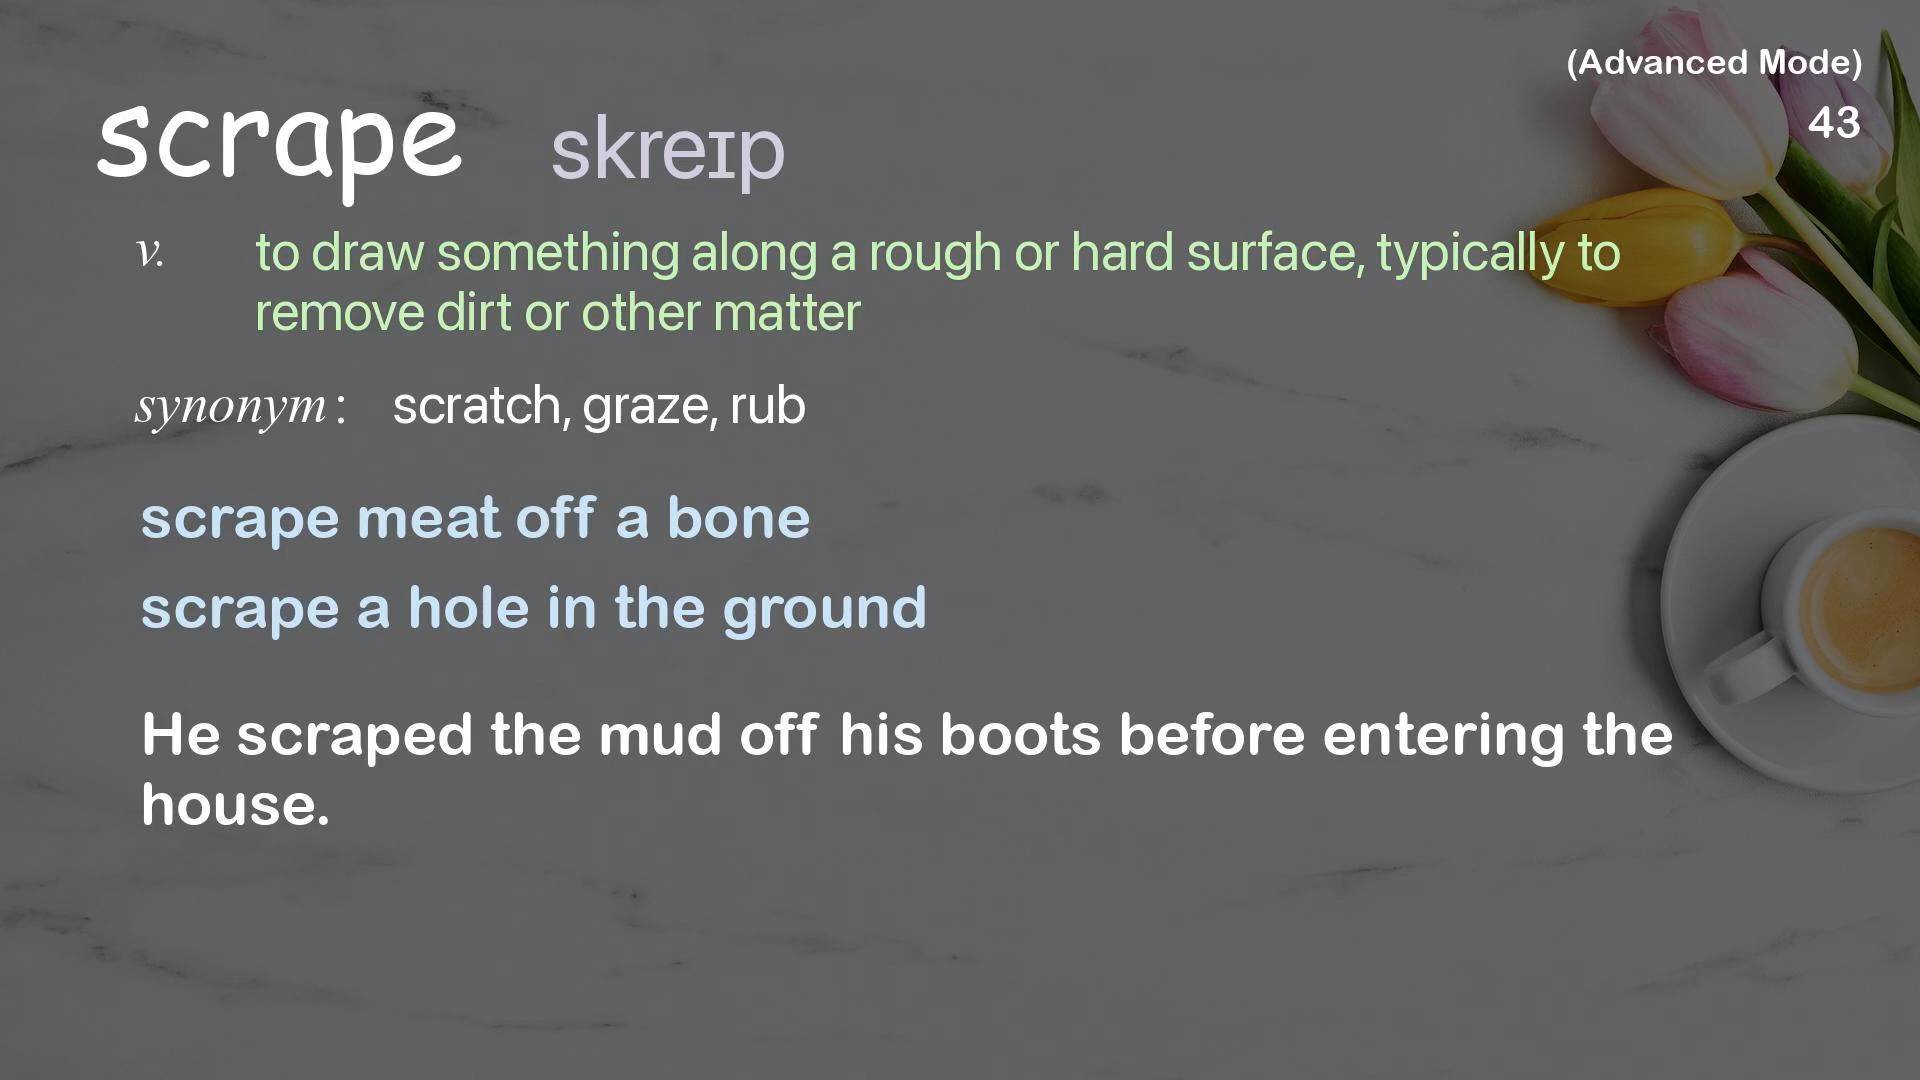 (Advanced Mode)
43
scrape skreɪp
v. to draw something along a rough or hard surface, typically to
remove dirt or other matter
synonym: scratch, graze, rub
scrape meat off a bone
scrape a hole in the ground
He scraped the mud off his boots before entering the
house.